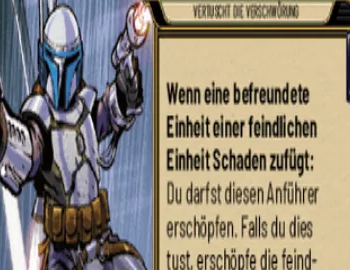 VERTUSCHT DIE VERSCHWÖRUNG
Wenn eine befreundete
Einheit einer feindlichen
Einheit Schaden zufügt:
Du darfst diesen Anführer
erschöpfen. Falls du dies
tust, erschöpfe die feind-